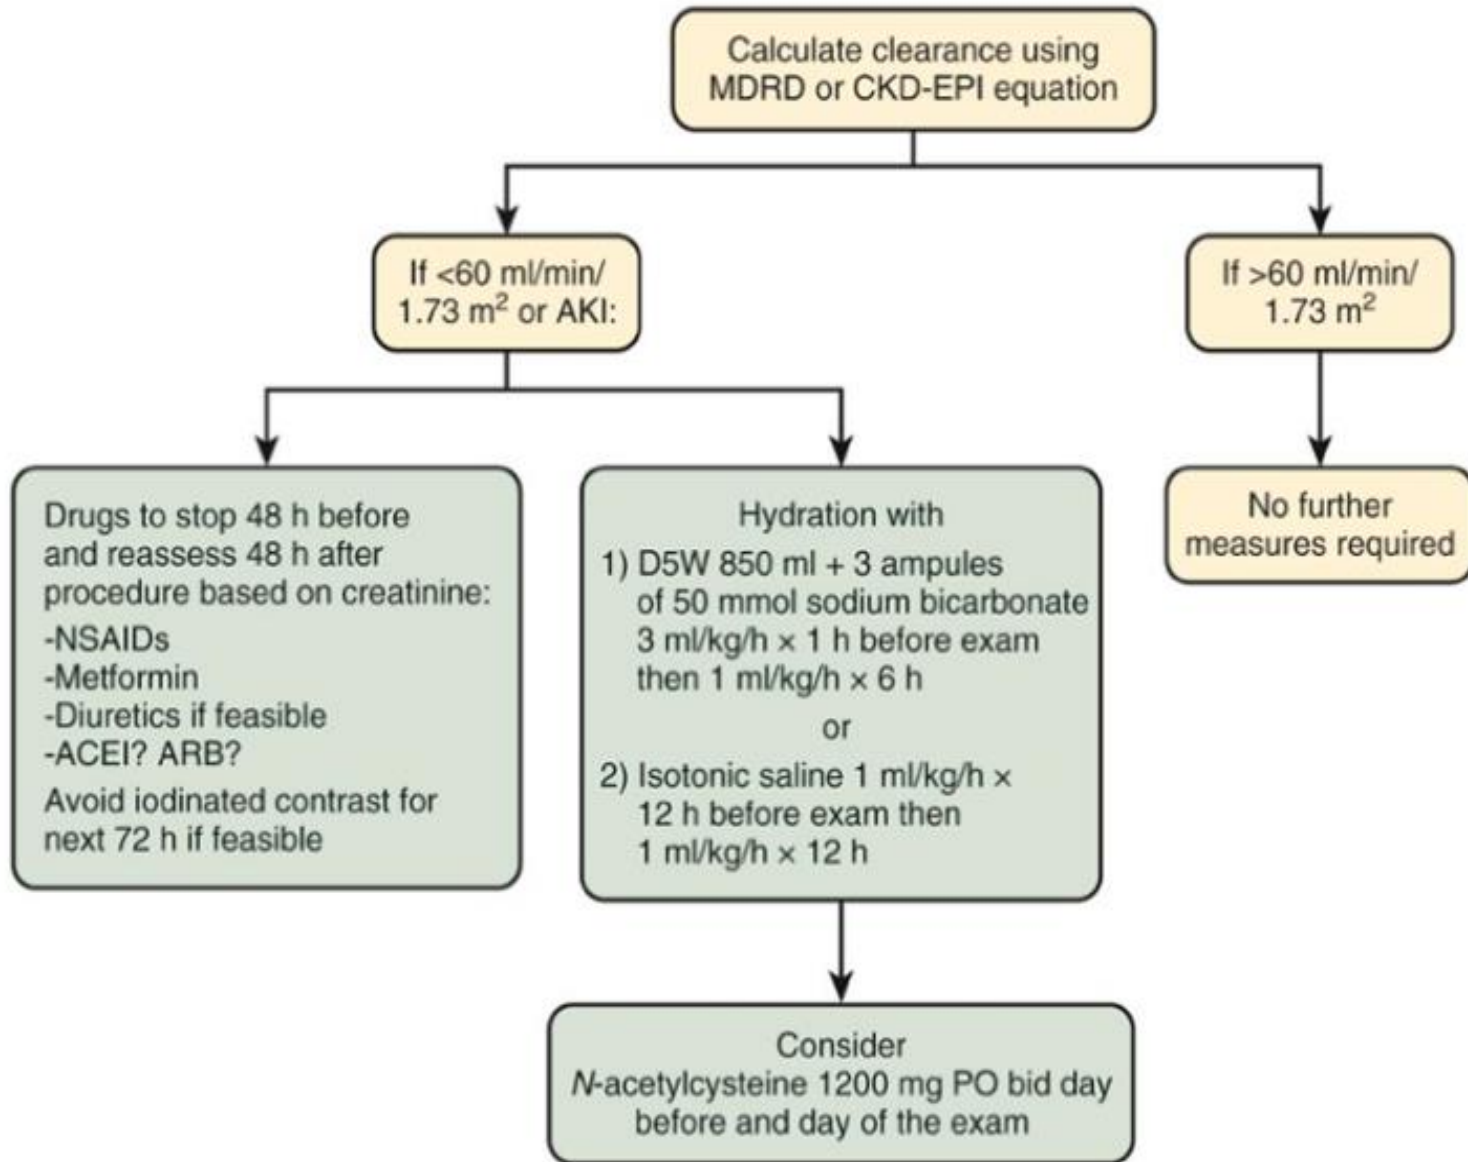 Calculate clearance using
MDRD or CKD-EPI equation
If <60 ml/min/
1.73 m² or AKI:
If >60 ml/min/
1.73 m²
Drugs to stop 48 h before
and reassess 48 h after
procedure based on creatinine:
-NSAIDs
-Metformin
-Diuretics if feasible
-ACEI? ARB?
Avoid iodinated contrast for
next 72 h if feasible
Hydration with
1) D5W 850 ml + 3 ampules
of 50 mmol sodium bicarbonate
3 ml/kg/h × 1 h before exam
then 1 ml/kg/h × 6 h
or
2) Isotonic saline 1 ml/kg/h ×
12 h before exam then
1 ml/kg/h × 12 h
No further
measures required
Consider
N-acetylcysteine 1200 mg PO bid day
before and day of the exam